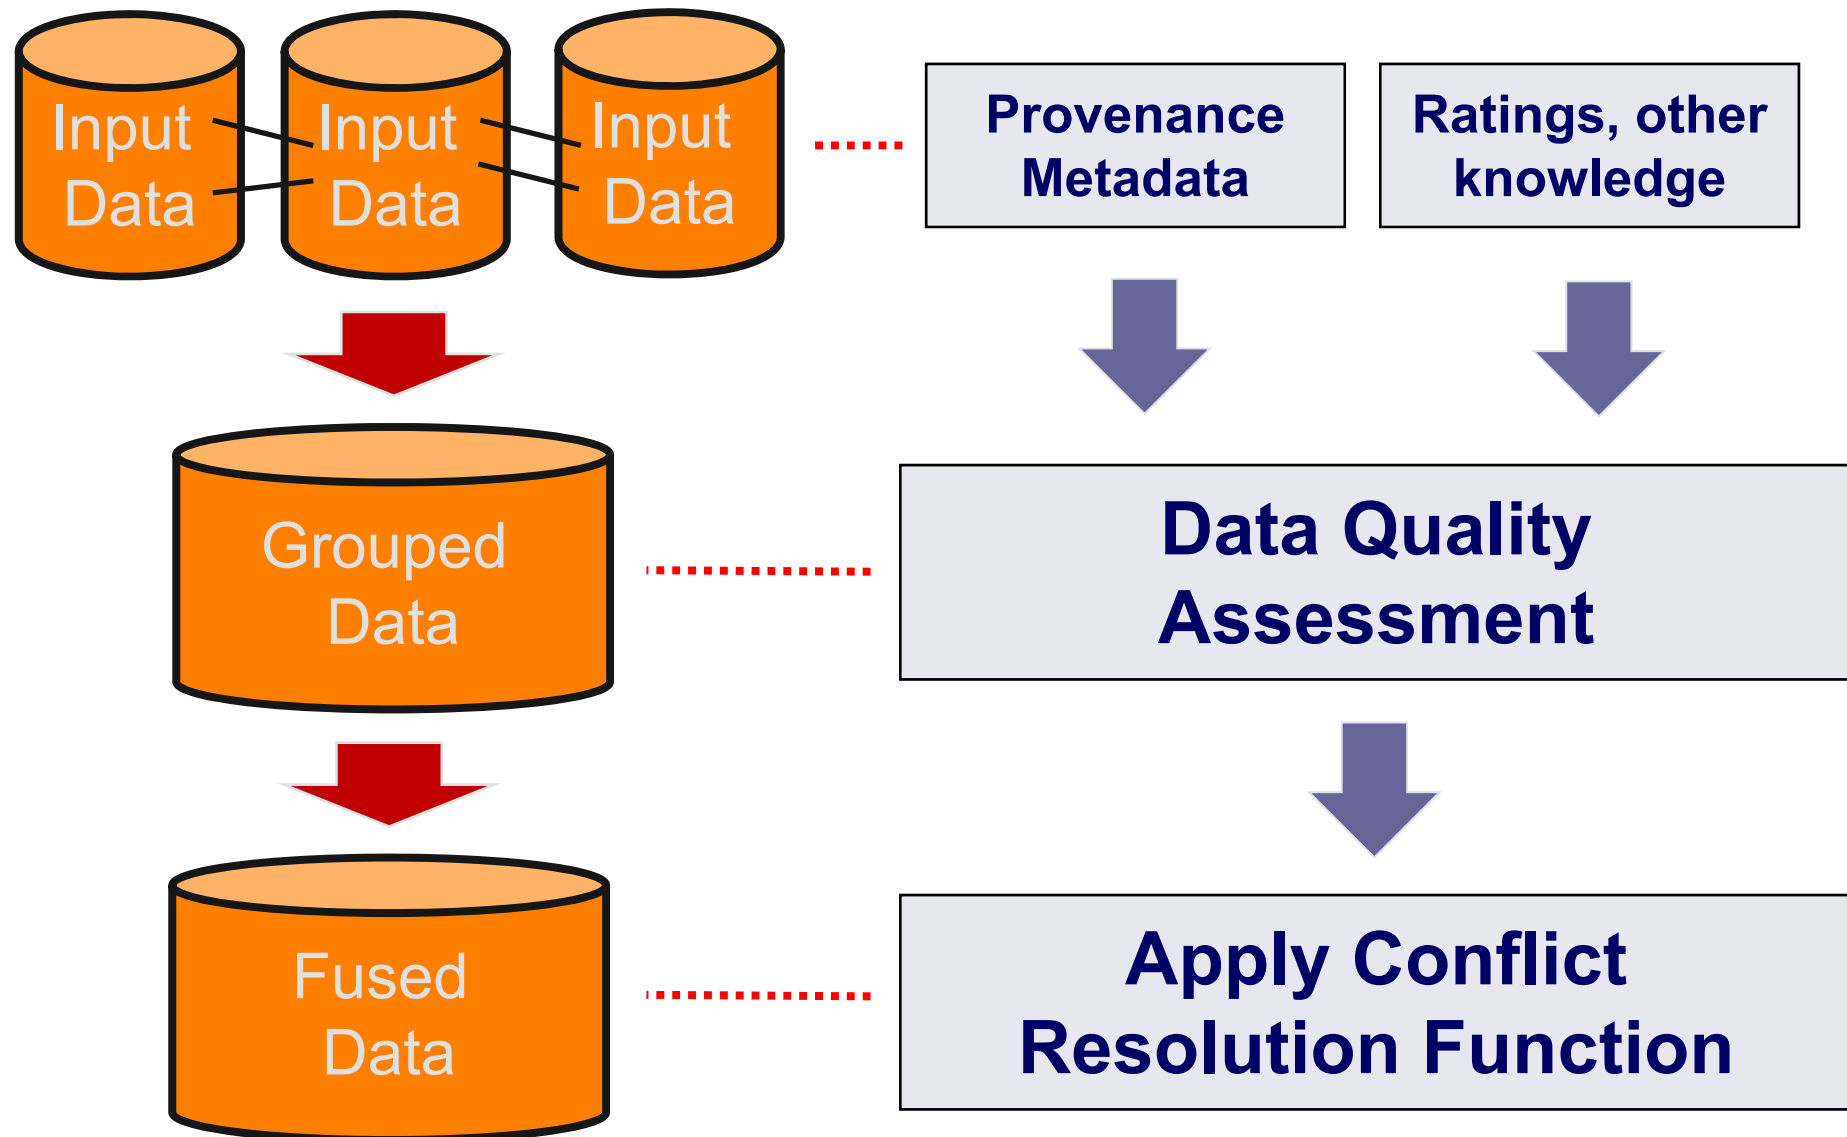 Input
Data
Input
Data
Input
Data
Provenance
Metadata
Ratings, other
knowledge
Grouped
Data
Data Quality
Assessment
Fused
Data
Apply Conflict
Resolution Function